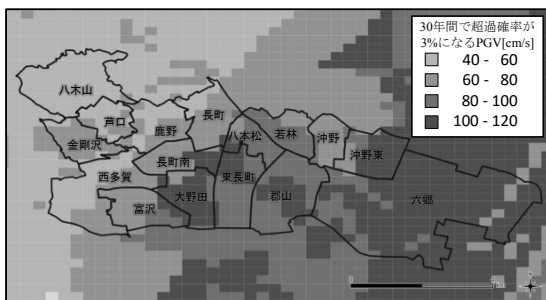 30年間で超過確率が
3%になるPGV[cm/s]
40 - 60
60 - 80
80 - 100
100 - 120
八木山
芦口
金剛沢
鹿野
長町
八本松
若林
沖野
沖野東
長町南
西多賀
東長町
富沢
大野田
郡山
六郷